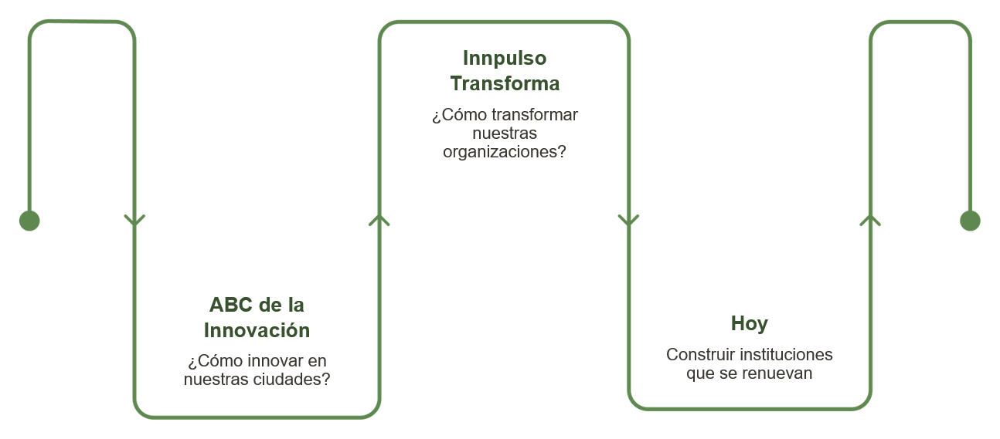 ABC de la
Innovación
¿Cómo innovar en
nuestras ciudades?
Innpulso
Transforma
¿Cómo transformar
nuestras
organizaciones?
Hoy
Construir instituciones
que se renuevan